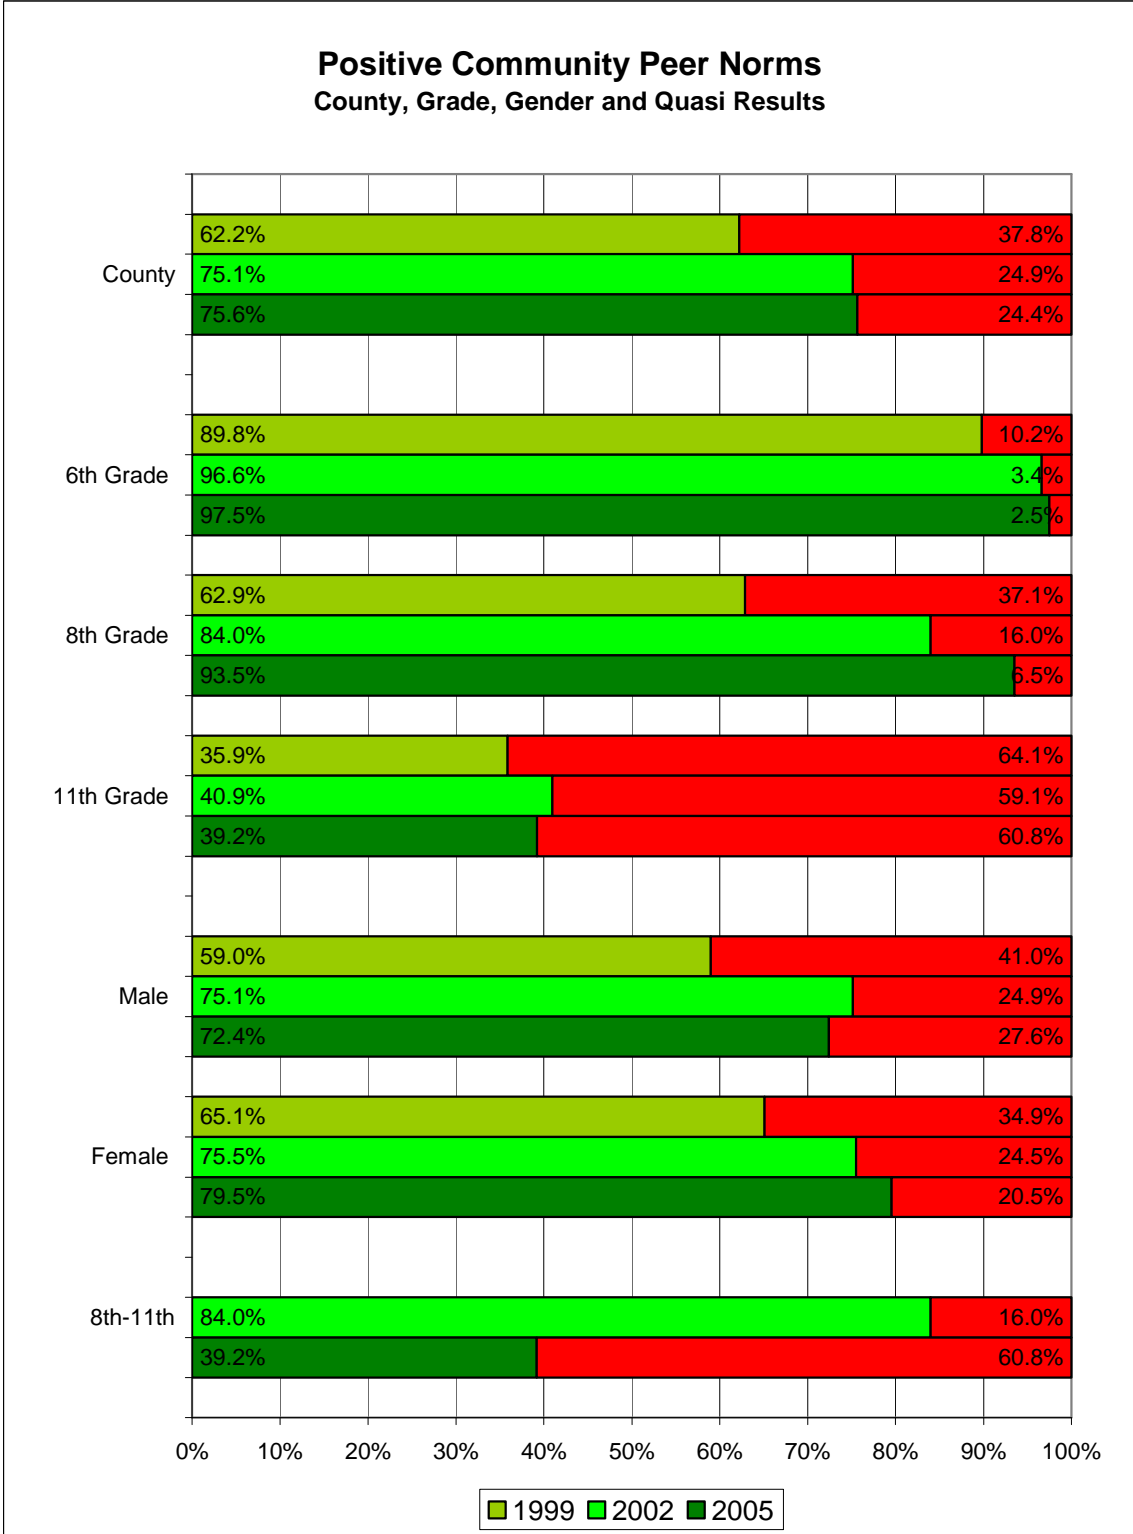 Positive Community Peer Norms
County, Grade, Gender and Quasi Results
62.2% 37.8%
County 75.1% 24.9%
75.6% 24.4%
89.8% 10.2%
6th Grade 96.6% 3.4%
97.5% 2.5%
62.9% 37.1%
8th Grade 84.0% 16.0%
93.5% 6.5%
35.9% 64.1%
11th Grade 40.9% 59.1%
39.2% 60.8%
59.0% 41.0%
Male 75.1% 24.9%
72.4% 27.6%
65.1% 34.9%
Female 75.5% 24.5%
79.5% 20.5%
8th-11th 84.0% 16.0%
39.2% 60.8%
0% 10% 20% 30% 40% 50% 60% 70% 80% 90% 100%
1999 2002 2005